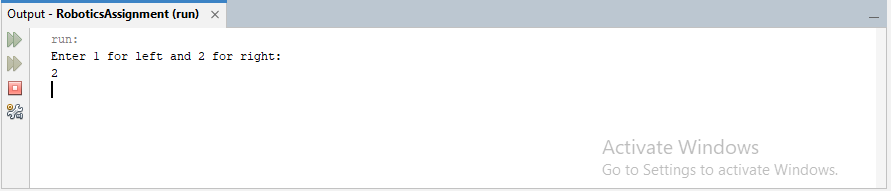 Output - RoboticsAssignment (run) ×
run:
Enter 1 for left and 2 for right:
2
Activate Windows
Go to Settings to activate Windows.